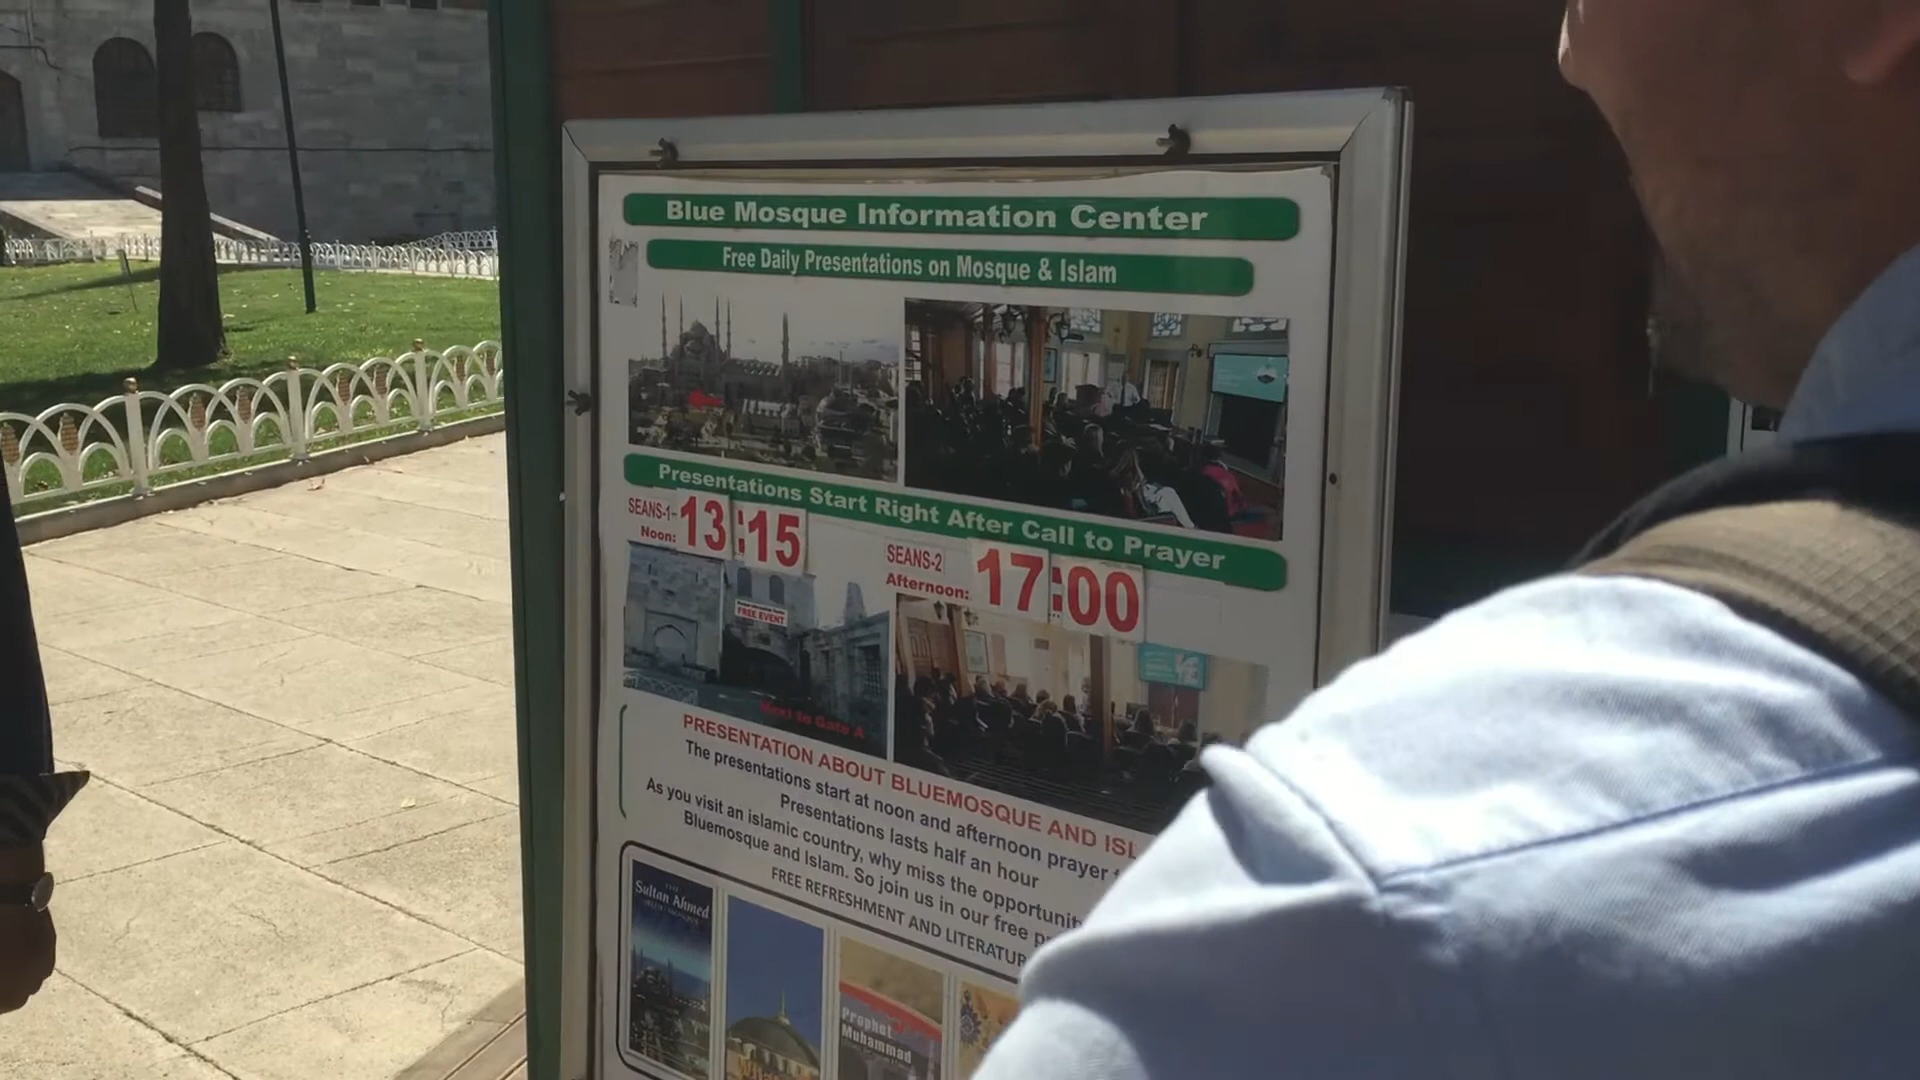 Blue Mosque Information Center
Free Daily Presentations on Mosque & Islam
Presentations Start Right After Call to Prayer
SEANS-1-
Noon: 13:15
SEANS-2
Afternoon: 17:00
FREE EVENT
Next to Gate A
PRESENTATION ABOUT BLUEMOSQUE AND ISL
The presentations start at noon and afternoon prayer
Presentations lasts half an hour
As you visit an islamic country, why miss the opportunit
Bluemosque and Islam. So join us in our free pr
FREE REFRESHMENT AND LITERATUR
Sultan Ahmed
Prophet
Muhammad